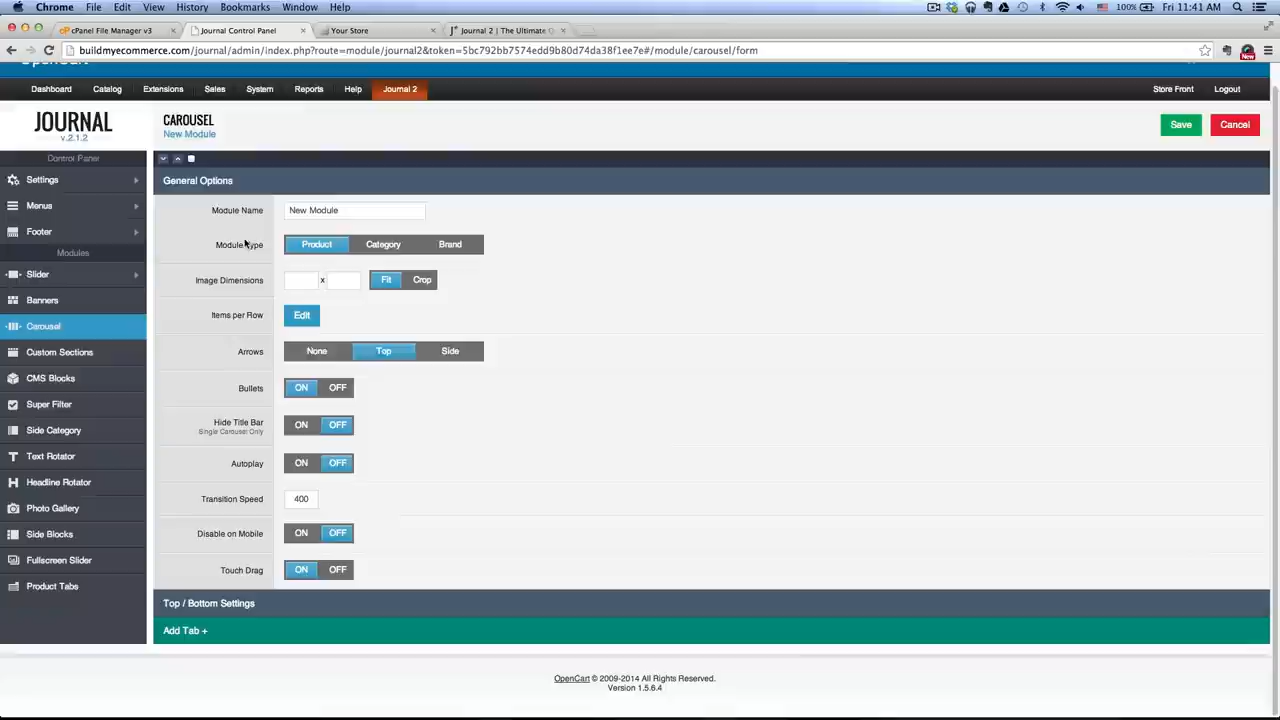 Chrome File Edit View History Bookmarks Window Help 100% Fri 11:41 AM
cPanel File Manager v3 Journal Control Panel Your Store Journal 2 | The Ultimate O
buildmyecommerce.com/journal/admin/index.php?route=module/journal2&token=5bc792bb7574edd9b80d74da38f1ee7e#/module/carousel/form New
Dashboard Catalog Extensions Sales System Reports Help Journal 2 Store Front Logout
JOURNAL
v.2.1.2
CAROUSEL
New Module
Save Cancel
Control Panel
Settings
Menus
Footer
Modules
Slider
Banners
Carousel
Custom Sections
CMS Blocks
Super Filter
Side Category
Text Rotator
Headline Rotator
Photo Gallery
Side Blocks
Fullscreen Slider
Product Tabs
General Options
Module Name New Module
Module Type Product Category Brand
Image Dimensions x Fit Crop
Items per Row Edit
Arrows None Top Side
Bullets ON OFF
Hide Title Bar ON OFF
Single Carousel Only
Autoplay ON OFF
Transition Speed 400
Disable on Mobile ON OFF
Touch Drag ON OFF
Top / Bottom Settings
Add Tab +
OpenCart © 2009-2014 All Rights Reserved.
Version 1.5.6.4